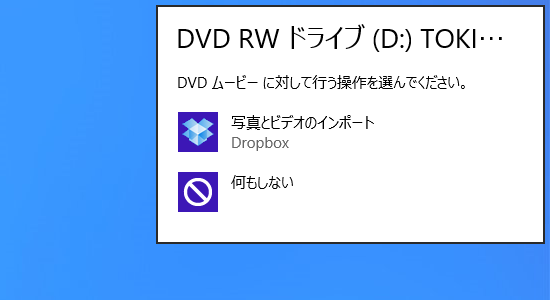 DVD RW ドライブ (D:) TOKI…
DVD ムービー に対して行う操作を選んでください。
写真とビデオのインポート
Dropbox
何もしない